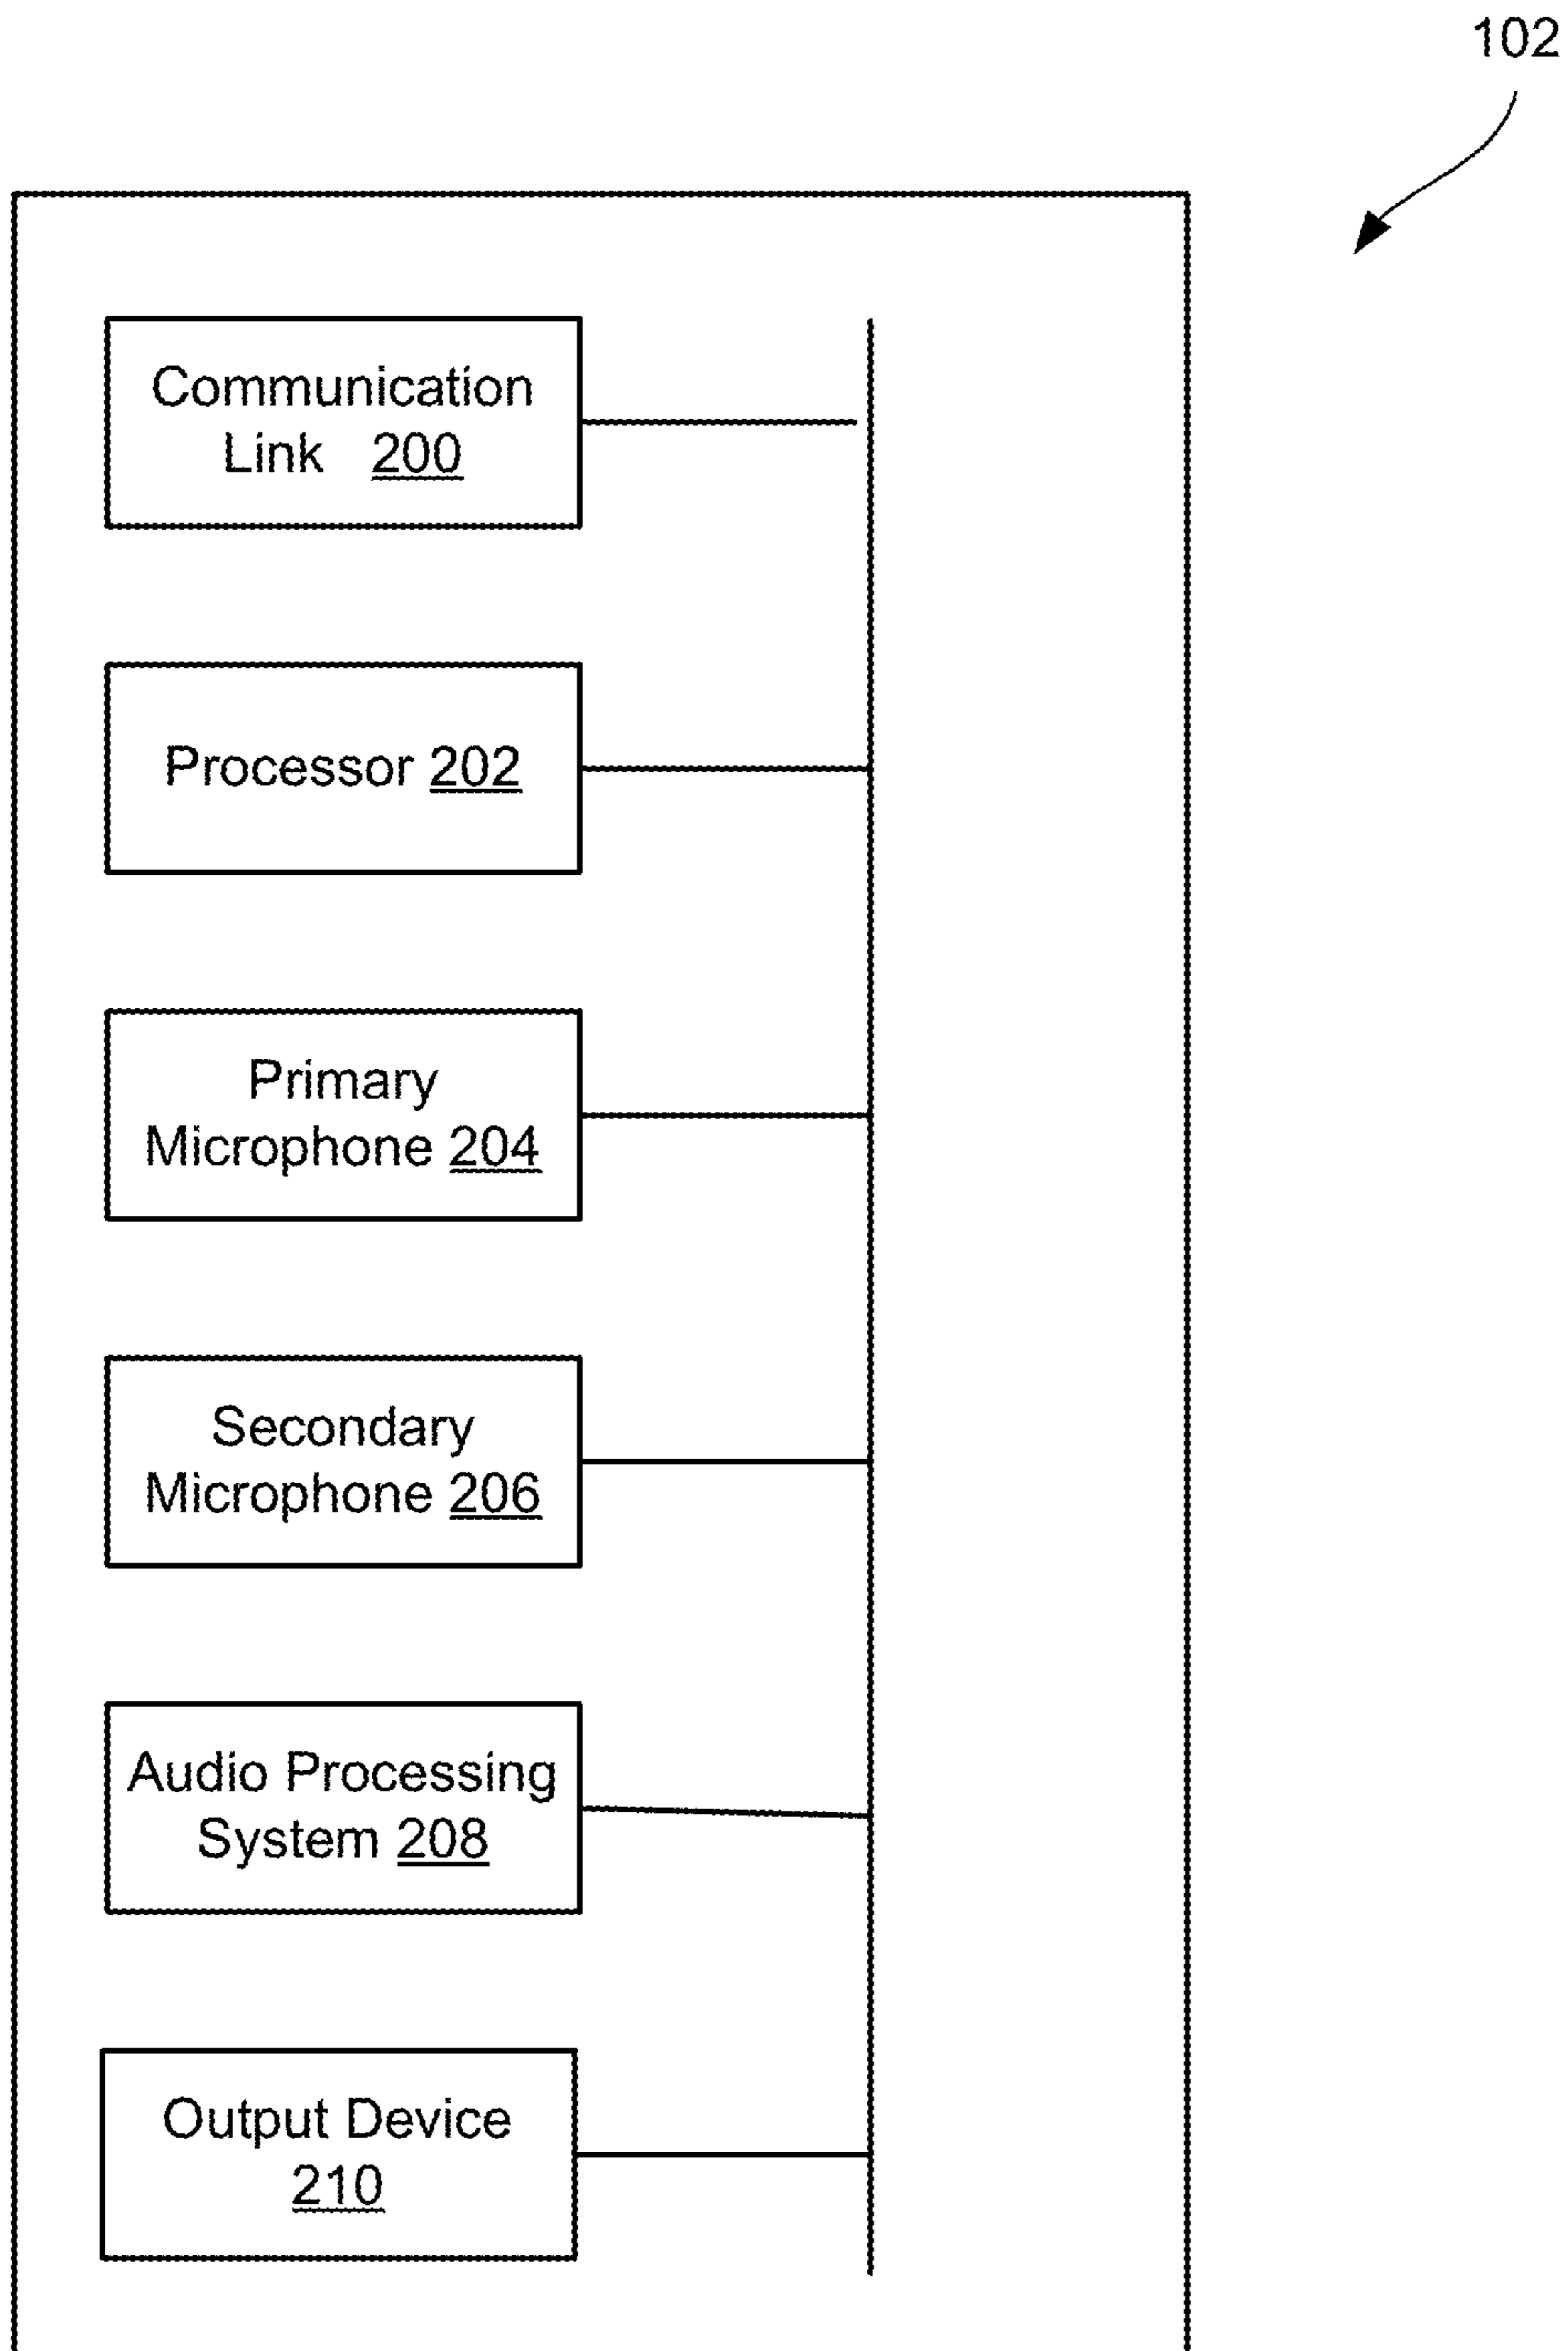 102
Communication
Link 200
Processor 202
Primary
Microphone 204
Secondary
Microphone 206
Audio Processing
System 208
Output Device
210